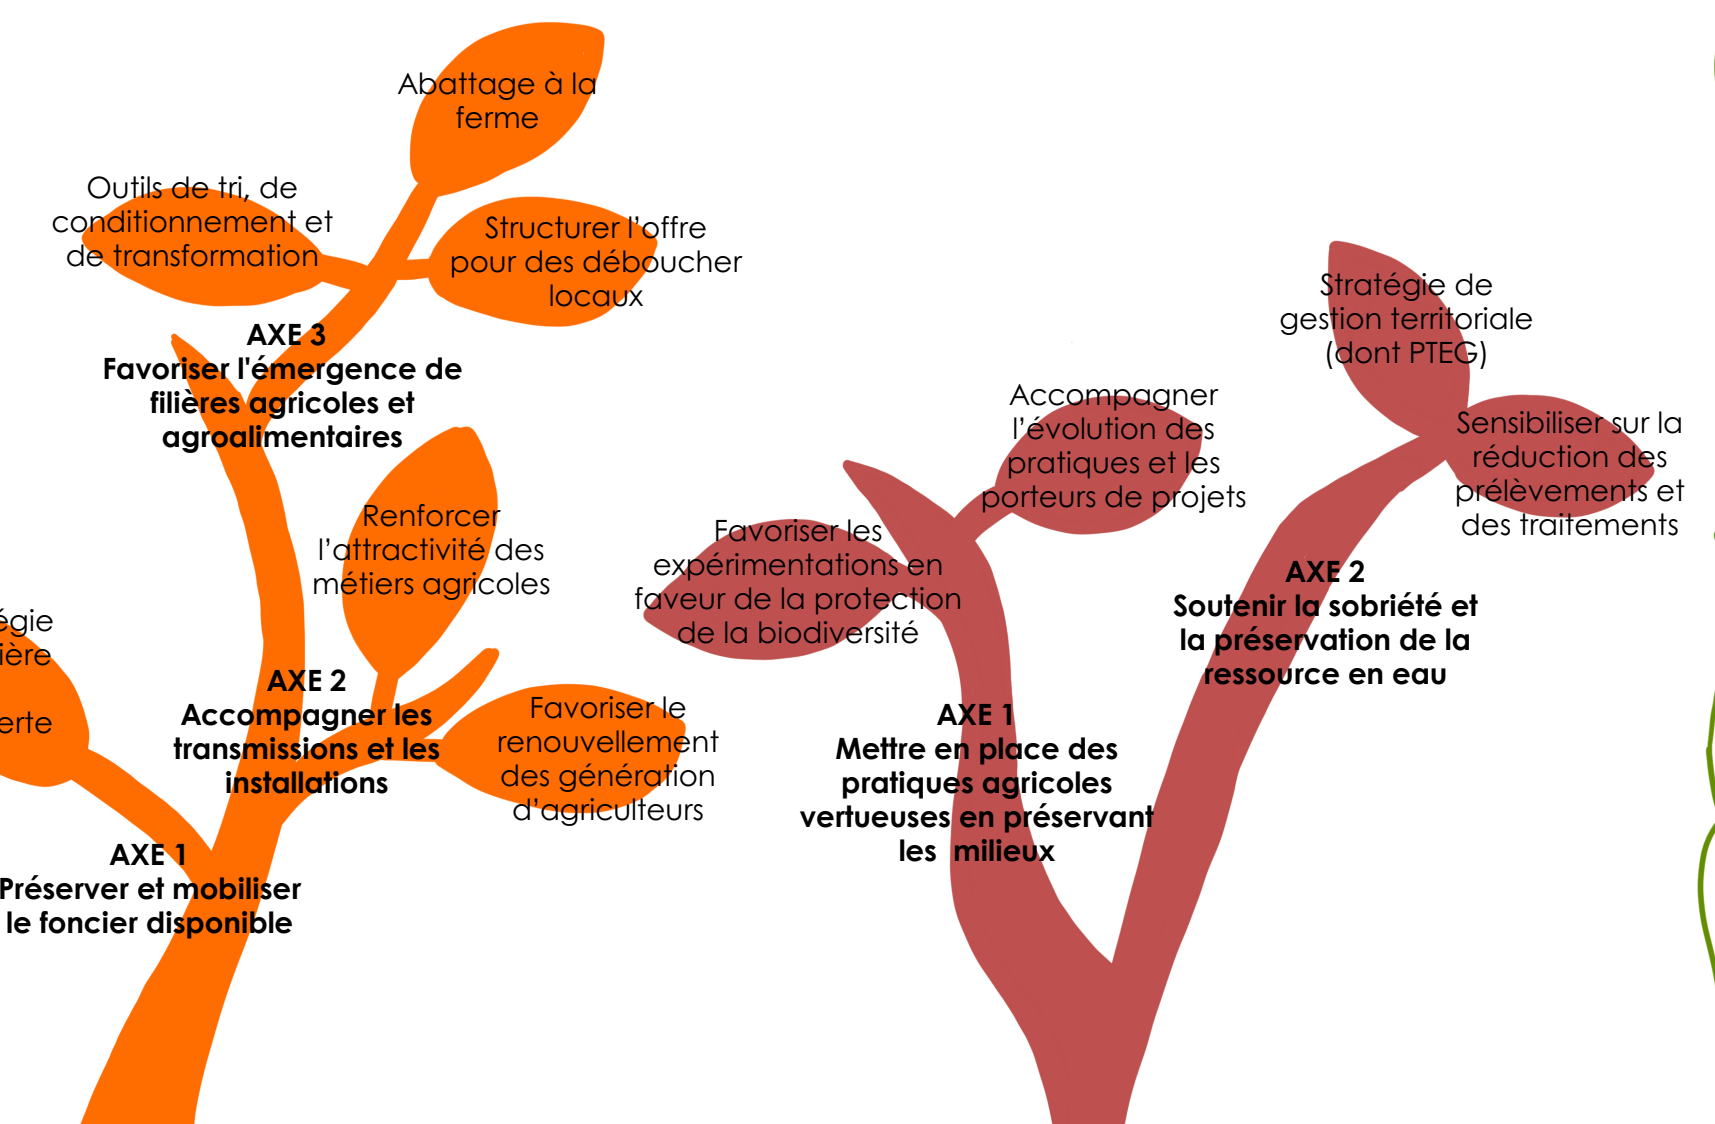 Abattage à la
ferme
Outils de tri, de
conditionnement et
de transformation
Structurer l'offre
pour des déboucher
locaux
AXE 3
Favoriser l'émergence de
filières agricoles et
agroalimentaires
Renforcer
l'attractivité des
métiers agricoles
AXE 2
Accompagner les
transmissions et les
installations
Favoriser le
renouvellement
des génération
d'agriculteurs
AXE 1
Préserver et mobiliser
le foncier disponible
Stratégie de
gestion territoriale
(dont PTEG)
Accompagner
l'évolution des
pratiques et les
porteurs de projets
Sensibiliser sur la
réduction des
prélèvements et
des traitements
Favoriser les
expérimentations en
faveur de la protection
de la biodiversité
AXE 2
Soutenir la sobriété et
la préservation de la
ressource en eau
AXE 1
Mettre en place des
pratiques agricoles
vertueuses en préservant
les milieux